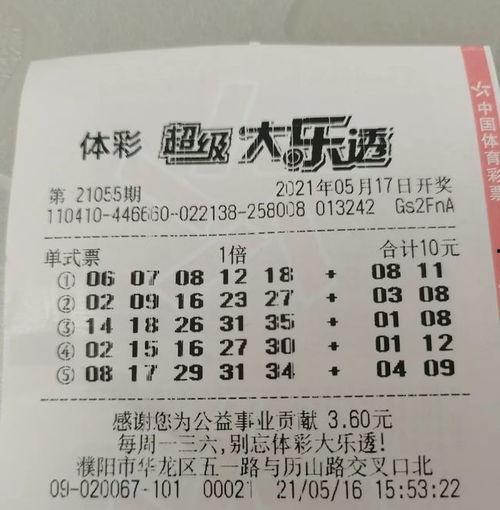 体彩 超级大乐透
第 21055期 2021年05月17日开奖
110410-446660-022138-258008 013242 Gs2FnA
单式票 1倍 合计10元
① 06 07 08 12 18 + 08 11
② 02 09 16 23 27 + 03 08
③ 14 18 26 31 35 + 01 08
④ 02 15 16 27 30 + 01 12
⑤ 08 17 29 31 34 + 04 09
感谢您为公益事业贡献 3.60元
每周一三六,别忘体彩大乐透!
濮阳市华龙区五一路与历山路交叉口北
09-020067-101 00021 21/05/16 15:53:22
中国体育彩票